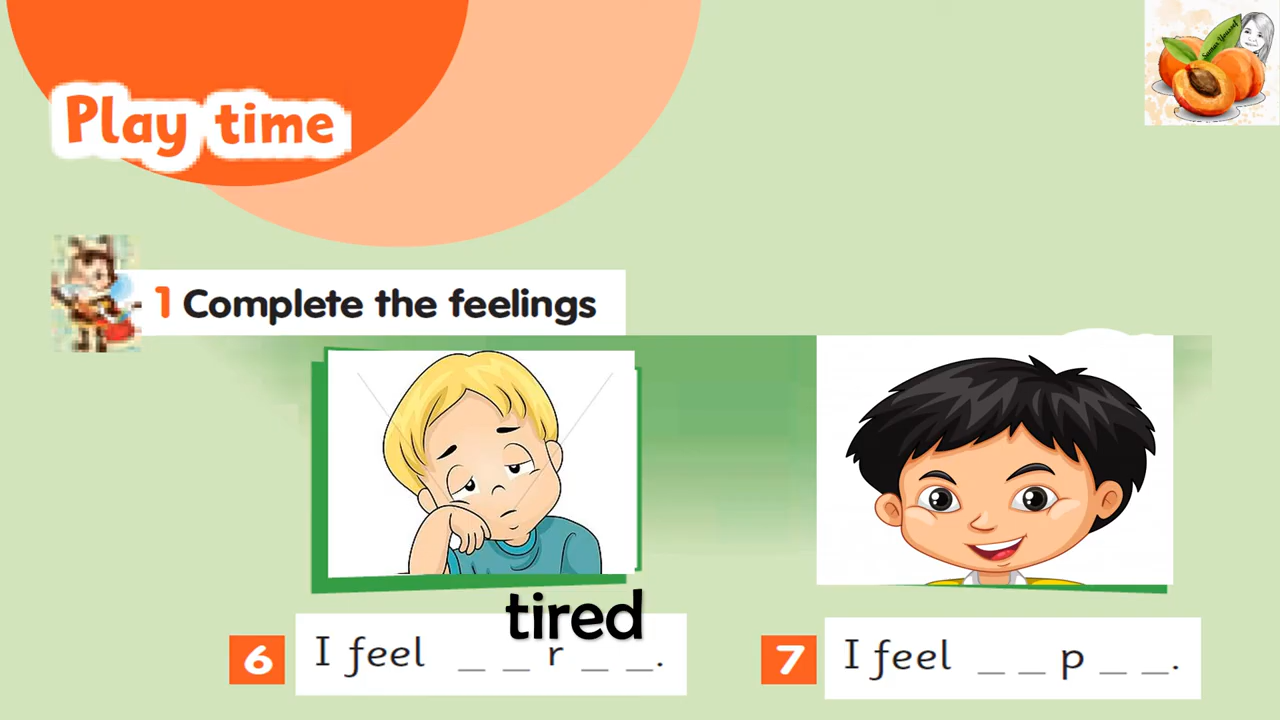 Play time
1 Complete the feelings
tired
6 I feel _ _ r _ _.
7 I feel _ _ p _ _.